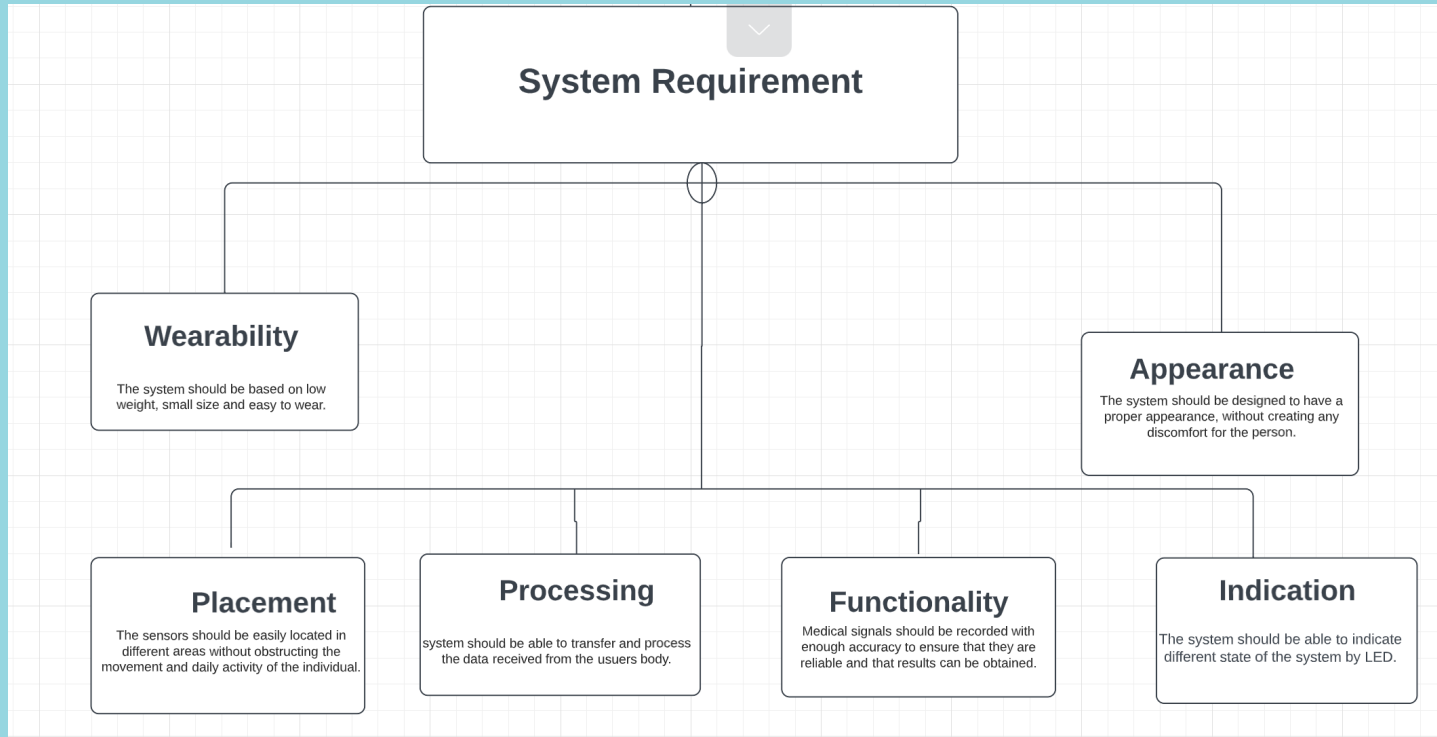 System Requirement
Wearability
The system should be based on low
weight, small size and easy to wear.
Appearance
The system should be designed to have a
proper appearance, without creating any
discomfort for the person.
Placement
The sensors should be easily located in
different areas without obstructing the
movement and daily activity of the individual.
Processing
system should be able to transfer and process
the data received from the usuers body.
Functionality
Medical signals should be recorded with
enough accuracy to ensure that they are
reliable and that results can be obtained.
Indication
The system should be able to indicate
different state of the system by LED.